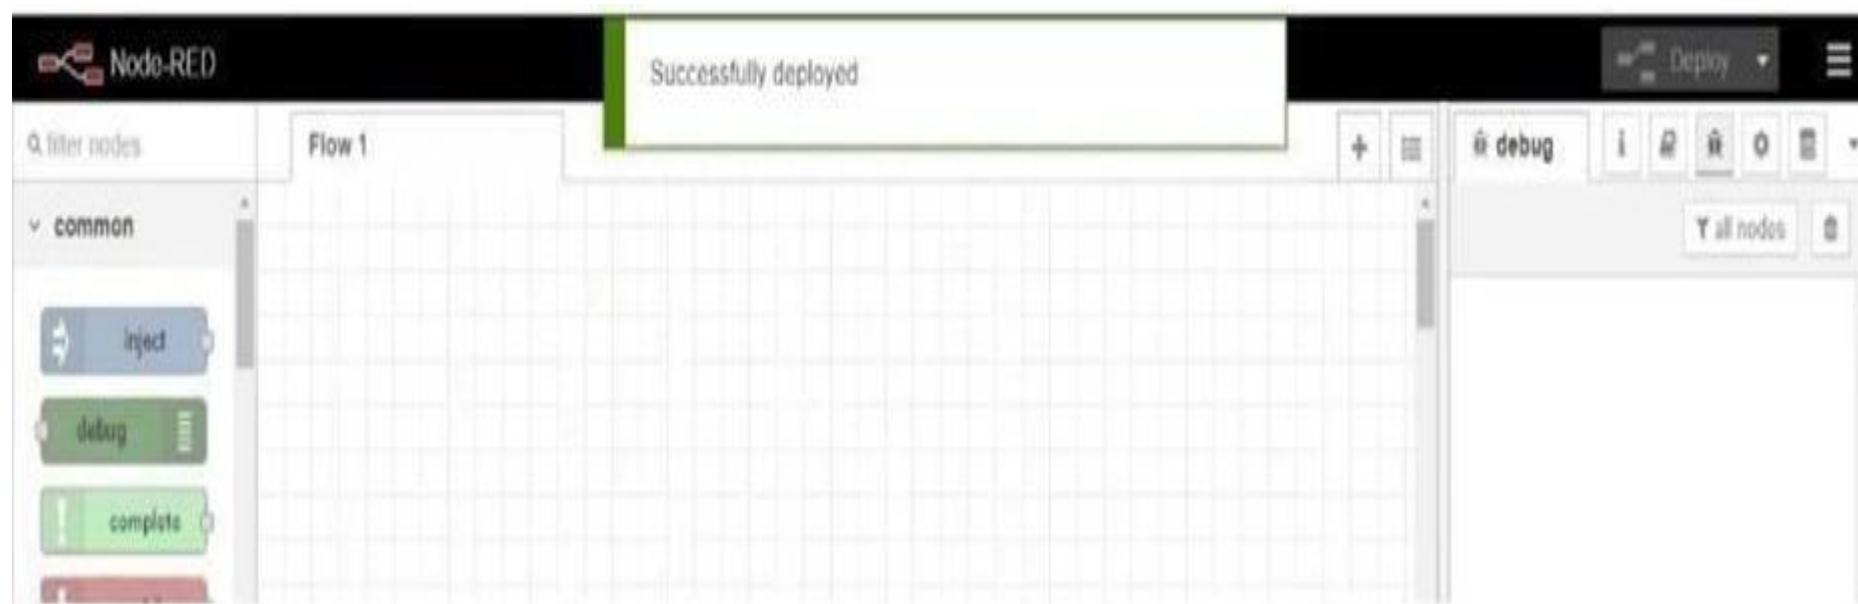 Node-RED
Successfully deployed
Deploy
filter nodes
Flow 1
debug
all nodes
common
inject
debug
complete